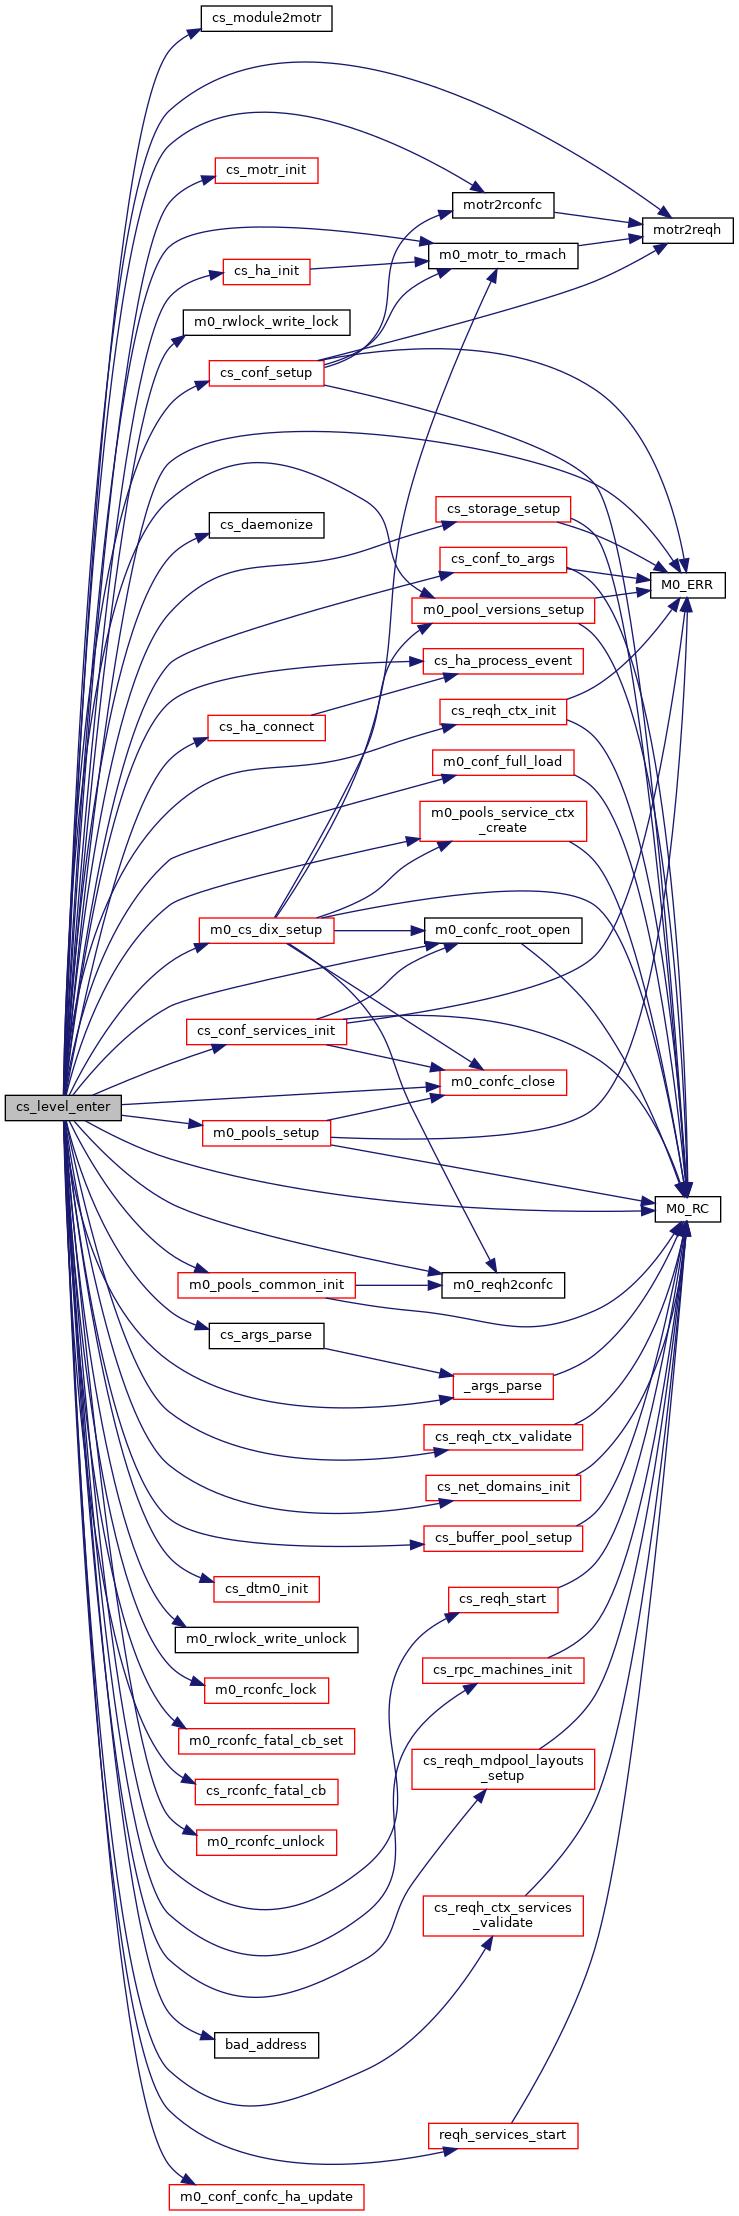 cs_module2motr
cs_motr_init
motr2rconfc
motr2reqh
m0_motr_to_rmach
cs_ha_init
m0_rwlock_write_lock
cs_conf_setup
cs_storage_setup
cs_daemonize
cs_conf_to_args
M0_ERR
m0_pool_versions_setup
cs_ha_process_event
cs_reqh_ctx_init
cs_ha_connect
m0_conf_full_load
m0_pools_service_ctx
_create
m0_cs_dix_setup
m0_confc_root_open
cs_conf_services_init
m0_confc_close
cs_level_enter
m0_pools_setup
M0_RC
m0_pools_common_init
m0_reqh2confc
cs_args_parse
_args_parse
cs_reqh_ctx_validate
cs_net_domains_init
cs_buffer_pool_setup
cs_dtm0_init
cs_reqh_start
m0_rwlock_write_unlock
cs_rpc_machines_init
m0_rconfc_lock
m0_rconfc_fatal_cb_set
cs_reqh_mdpool_layouts
_setup
cs_rconfc_fatal_cb
m0_rconfc_unlock
cs_reqh_ctx_services
_validate
bad_address
reqh_services_start
m0_conf_confc_ha_update